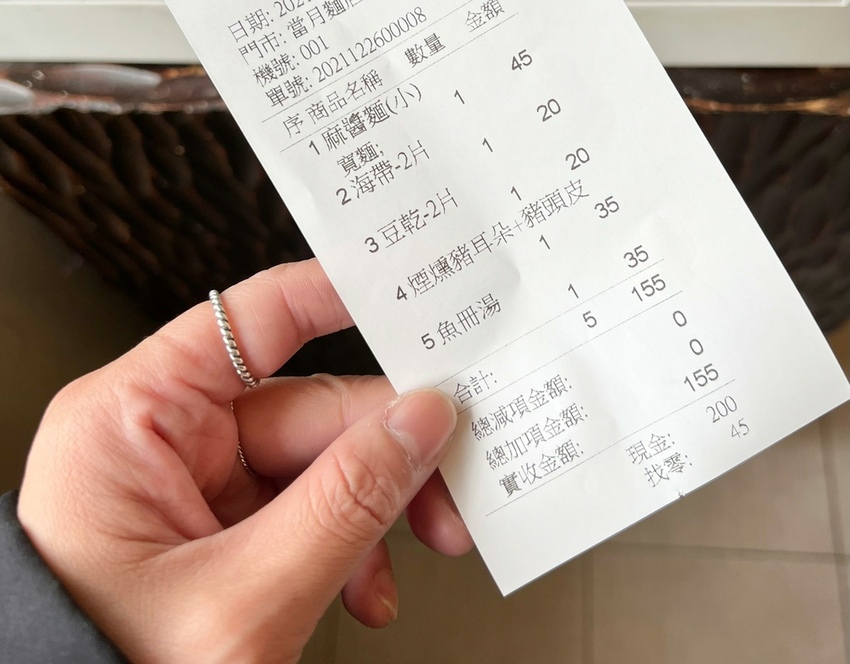 日期: 202
門市: 當月麵
機號: 001
單號: 2021122600008
序 商品名稱 數量 金額
1 麻醬麵(小) 1 45
寬麵;
2 海帶-2片 1 20
3 豆乾-2片 1 20
4 煙燻豬耳朵+豬頭皮 1 35
5 魚冊湯 1 35
合計: 5 155
總減項金額: 0
總加項金額: 0
實收金額: 155
現金: 200
找零: 45